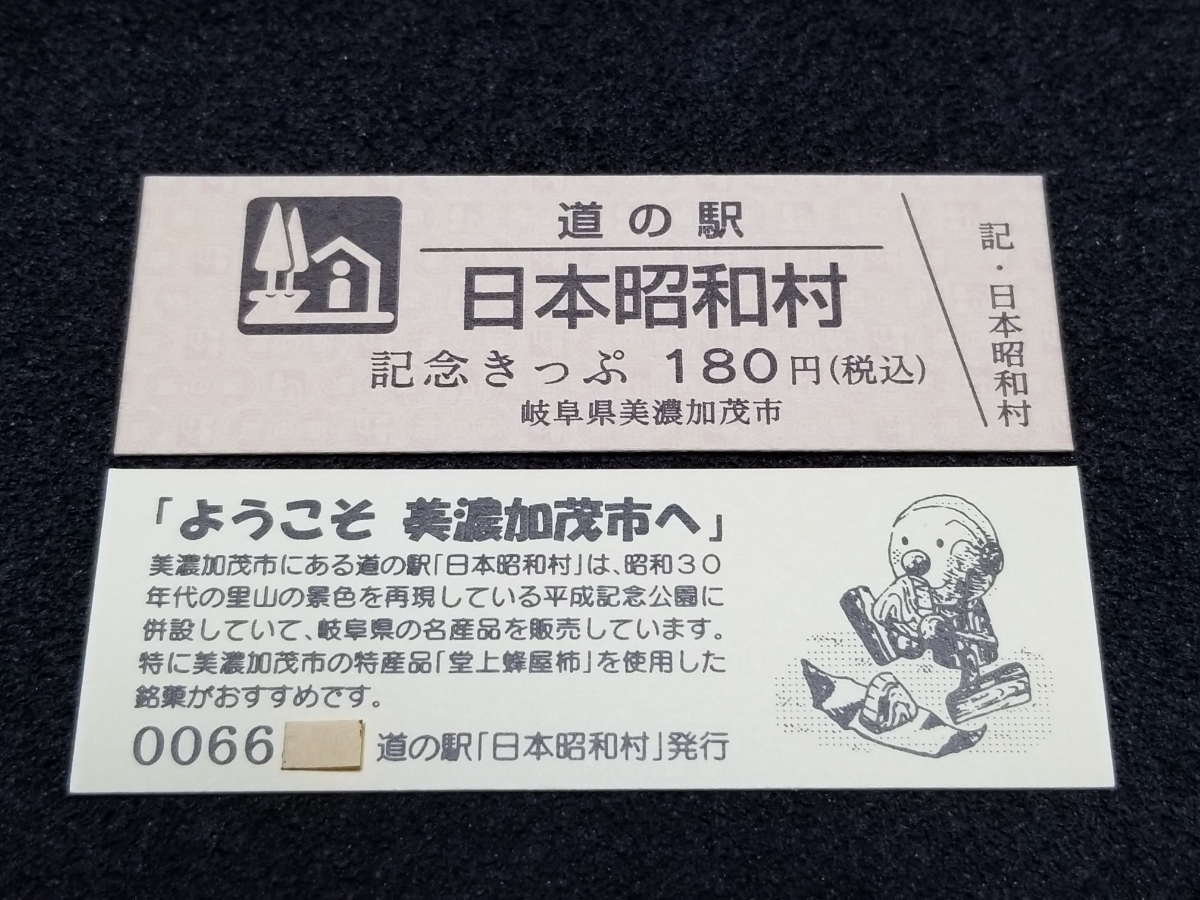 道の駅
日本昭和村
記念きっぷ 180円(税込)
岐阜県美濃加茂市
記・日本昭和村
「ようこそ 美濃加茂市へ」
美濃加茂市にある道の駅「日本昭和村」は、昭和30
年代の里山の景色を再現している平成記念公園に
併設していて、岐阜県の名産品を販売しています。
特に美濃加茂市の特産品「堂上蜂屋柿」を使用した
銘菓がおすすめです。
0066 道の駅「日本昭和村」発行